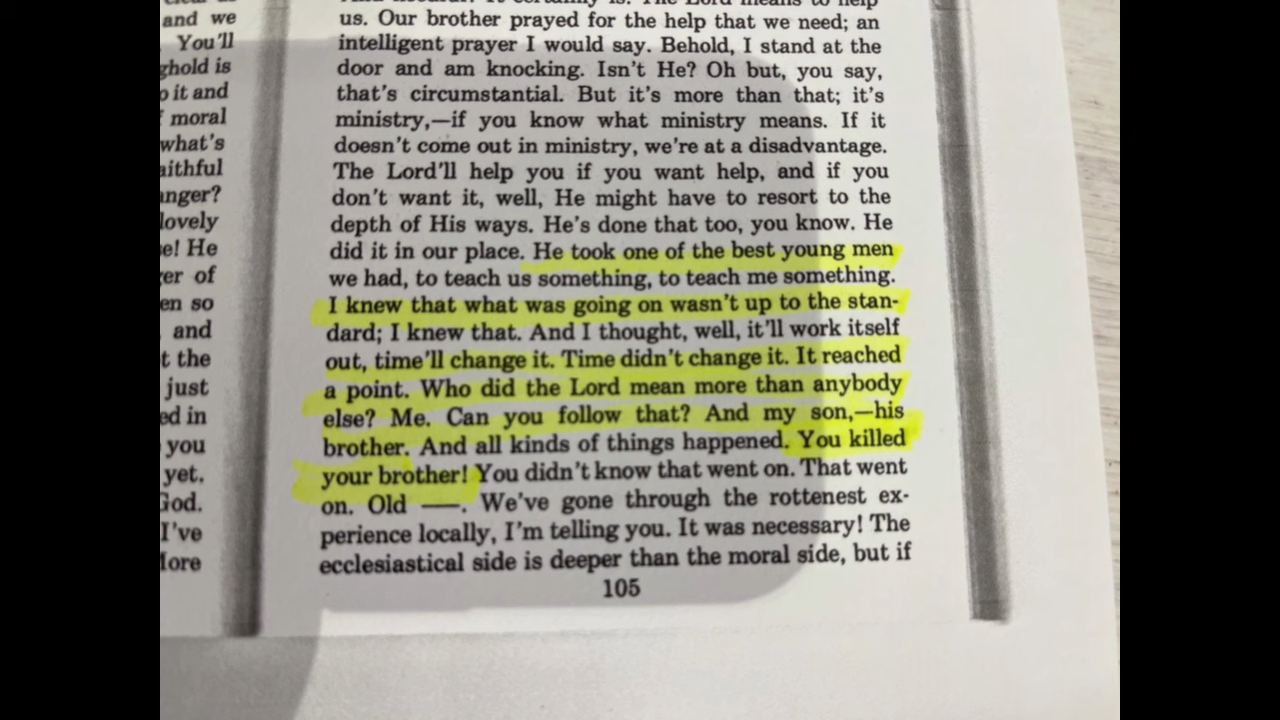 and we
You'll
ghold is
it and
moral
what's
aithful
anger?
lovely
e! He
er of
en so
and
t the
just
ed in
you
yet.
God.
I've
More
us. Our brother prayed for the help that we need; an
intelligent prayer I would say. Behold, I stand at the
door and am knocking. Isn't He? Oh but, you say,
that's circumstantial. But it's more than that; it's
ministry,—if you know what ministry means. If it
doesn't come out in ministry, we're at a disadvantage.
The Lord'll help you if you want help, and if you
don't want it, well, He might have to resort to the
depth of His ways. He's done that too, you know. He
did it in our place. He took one of the best young men
we had, to teach us something, to teach me something.
I knew that what was going on wasn't up to the stan-
dard; I knew that. And I thought, well, it'll work itself
out, time'll change it. Time didn't change it. It reached
a point. Who did the Lord mean more than anybody
else? Me. Can you follow that? And my son,—his
brother. And all kinds of things happened. You killed
your brother! You didn't know that went on. That went
on. Old ——. We've gone through the rottenest ex-
perience locally, I'm telling you. It was necessary! The
ecclesiastical side is deeper than the moral side, but if
105